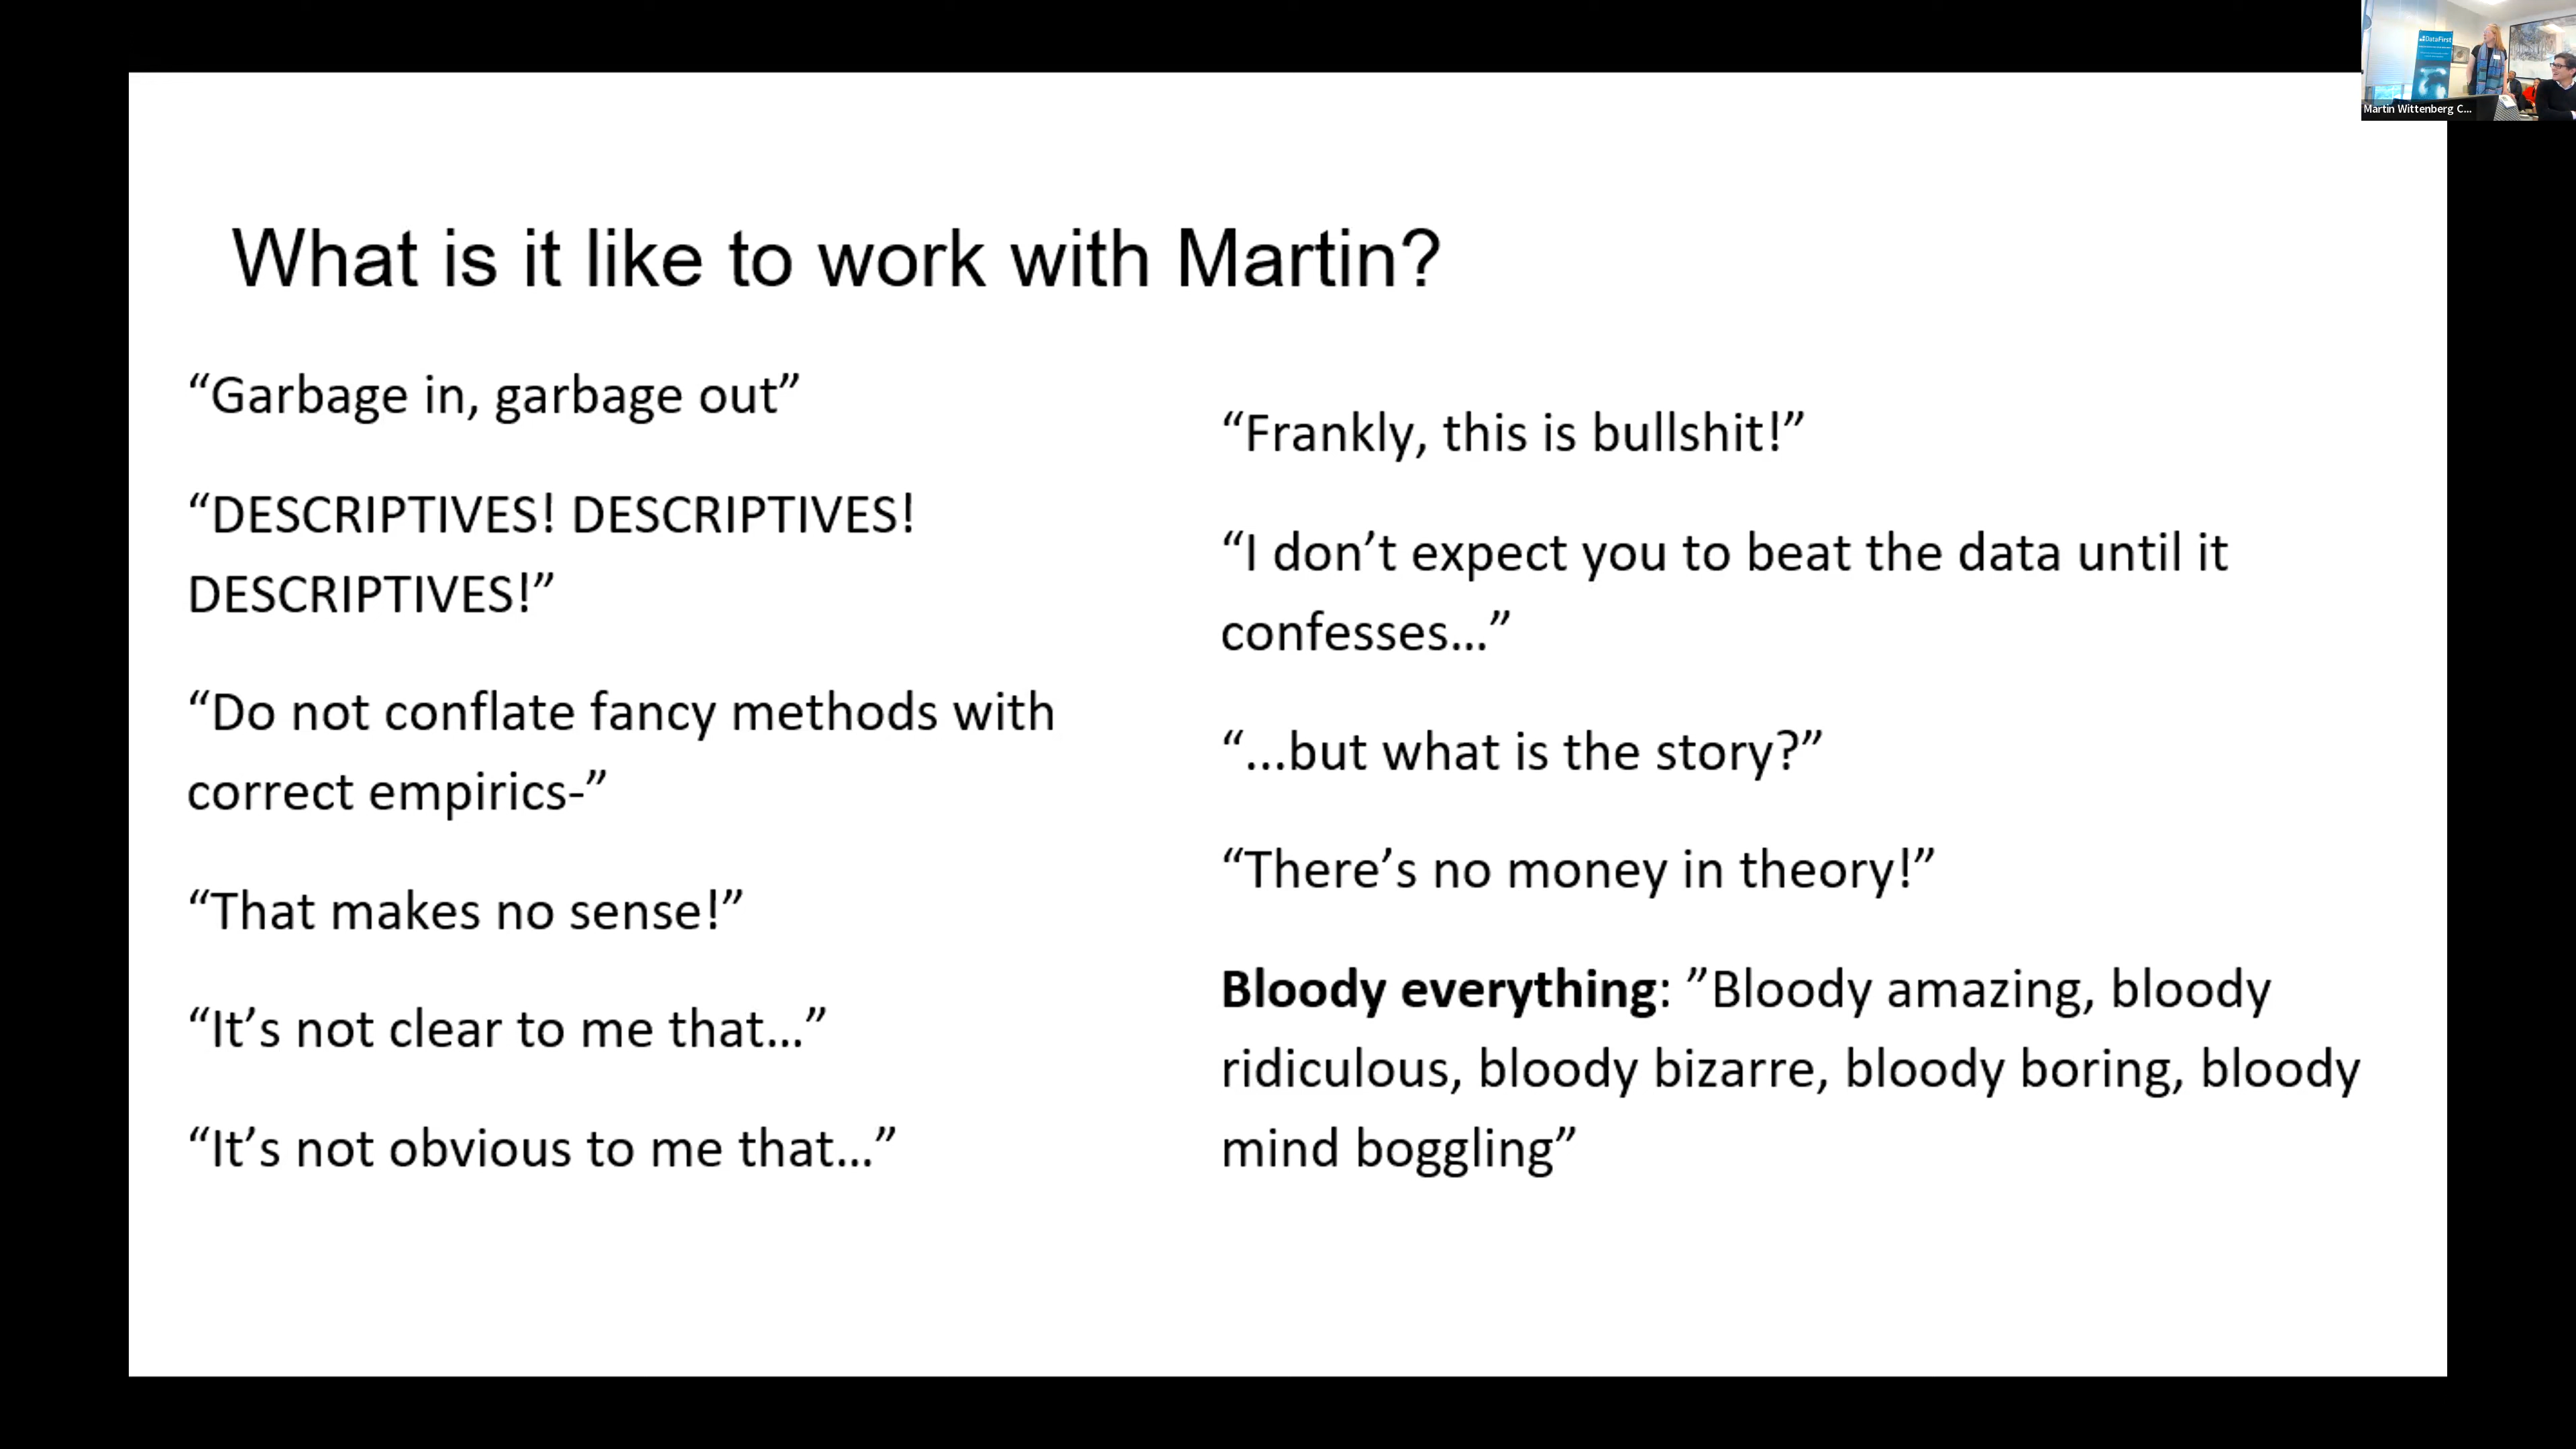 What is it like to work with Martin?
“Garbage in, garbage out”
“DESCRIPTIVES! DESCRIPTIVES!
DESCRIPTIVES!”
“Do not conflate fancy methods with
correct empirics-”
“That makes no sense!”
“It’s not clear to me that...”
“It’s not obvious to me that...”
“Frankly, this is bullshit!”
“I don’t expect you to beat the data until it
confesses...”
“...but what is the story?”
“There’s no money in theory!”
Bloody everything: ”Bloody amazing, bloody
ridiculous, bloody bizarre, bloody boring, bloody
mind boggling”
DataFirst
Martin Wittenberg C...